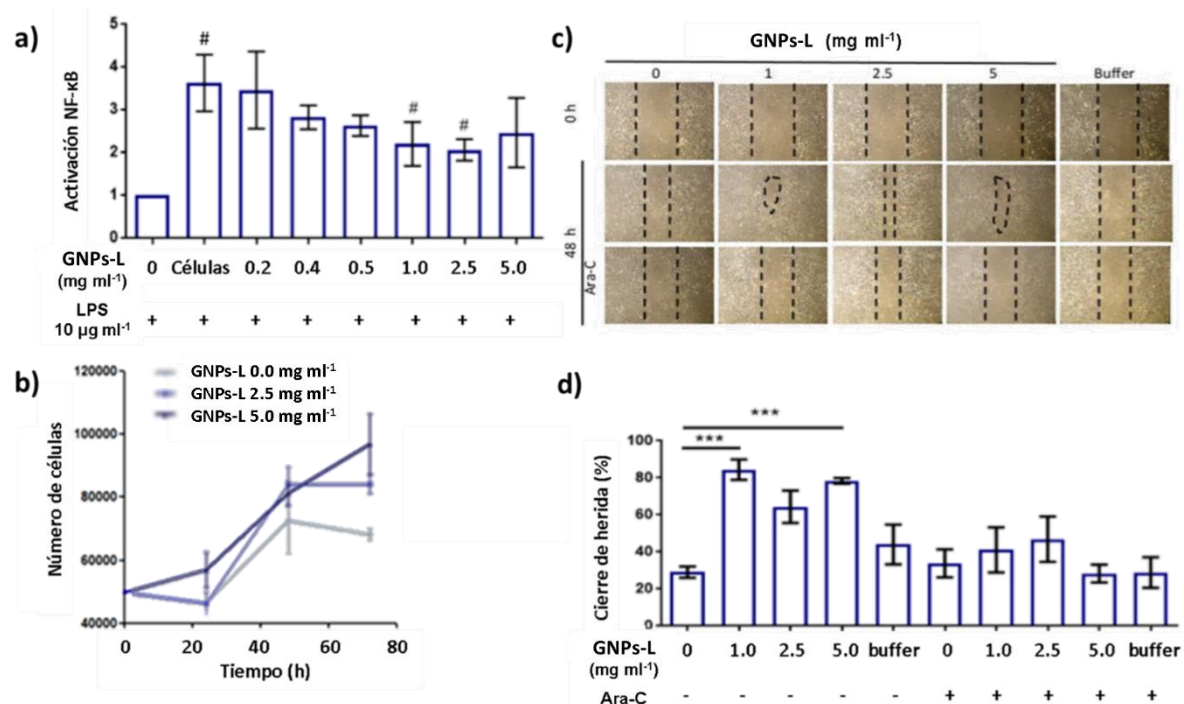 a)
Activación NF-κB
5
4
3
2
1
0
#
#
#
GNPs-L
(mg ml-1)
0 Células 0.2 0.4 0.5 1.0 2.5 5.0
LPS
10 µg ml-1
+ + + + + + + +
b)
Número de células
120000
100000
80000
60000
40000
GNPs-L 0.0 mg ml-1
GNPs-L 2.5 mg ml-1
GNPs-L 5.0 mg ml-1
0 20 40 60 80
Tiempo (h)
c)
GNPs-L (mg ml-1)
0 1 2.5 5 Buffer
0 h
48 h
Ara-C
d)
Cierre de herida (%)
100
80
60
40
20
0
***
***
GNPs-L
(mg ml-1)
0 1.0 2.5 5.0 buffer 0 1.0 2.5 5.0 buffer
Ara-C - - - - - + + + + +